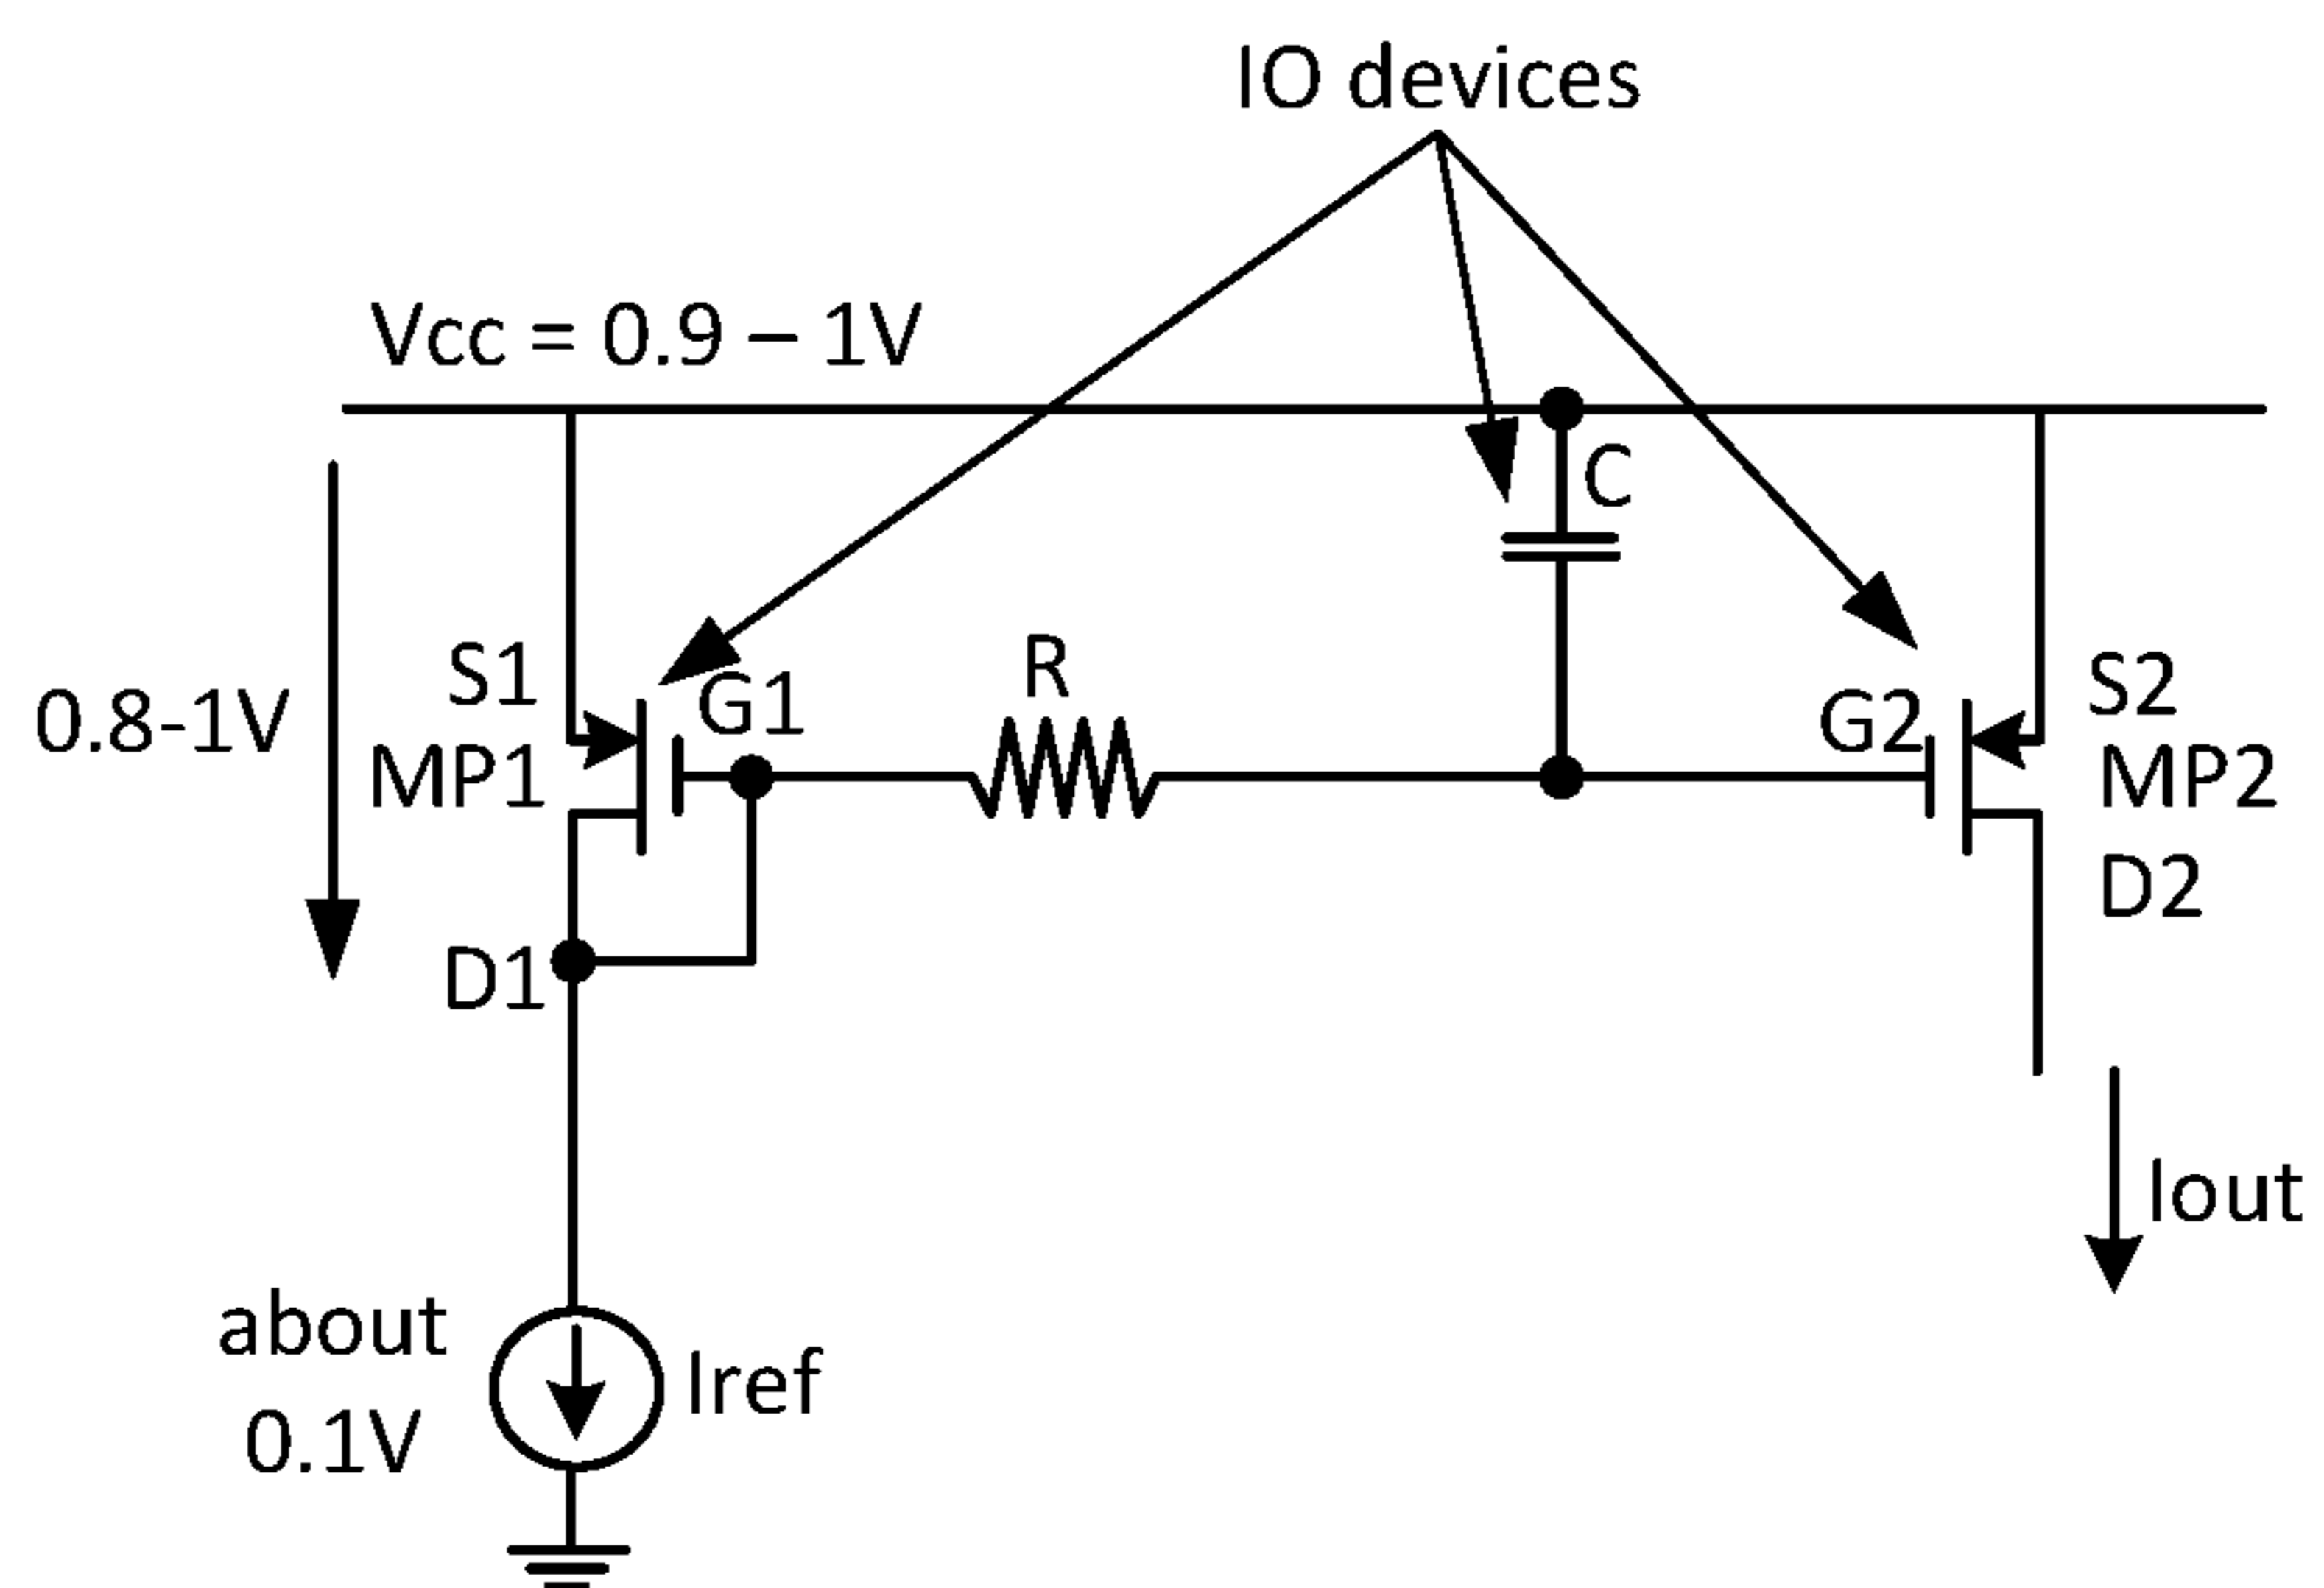 IO devices
Vcc = 0.9 – 1V
C
S1
G1
R
0.8-1V
MP1
G2
S2
MP2
D2
D1
Iout
about
0.1V
Iref